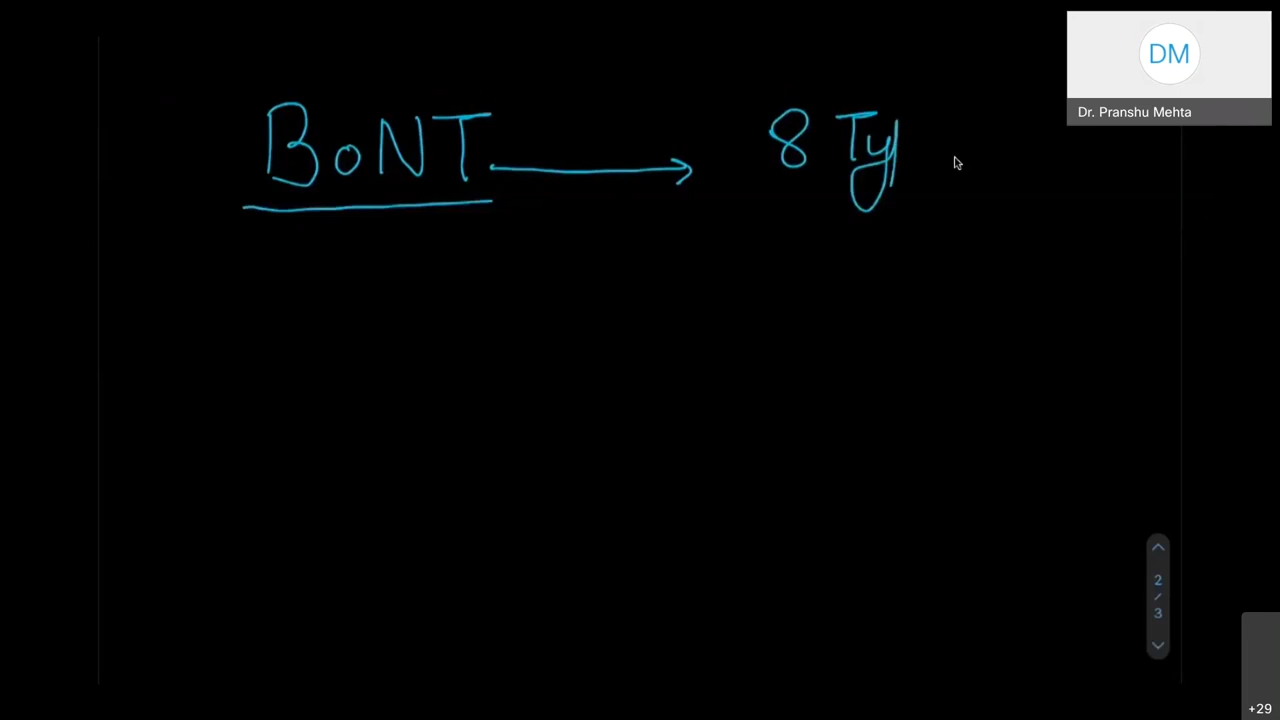 DM
Dr. Pranshu Mehta
BoNT → 8 Ty
2
/
3
+29